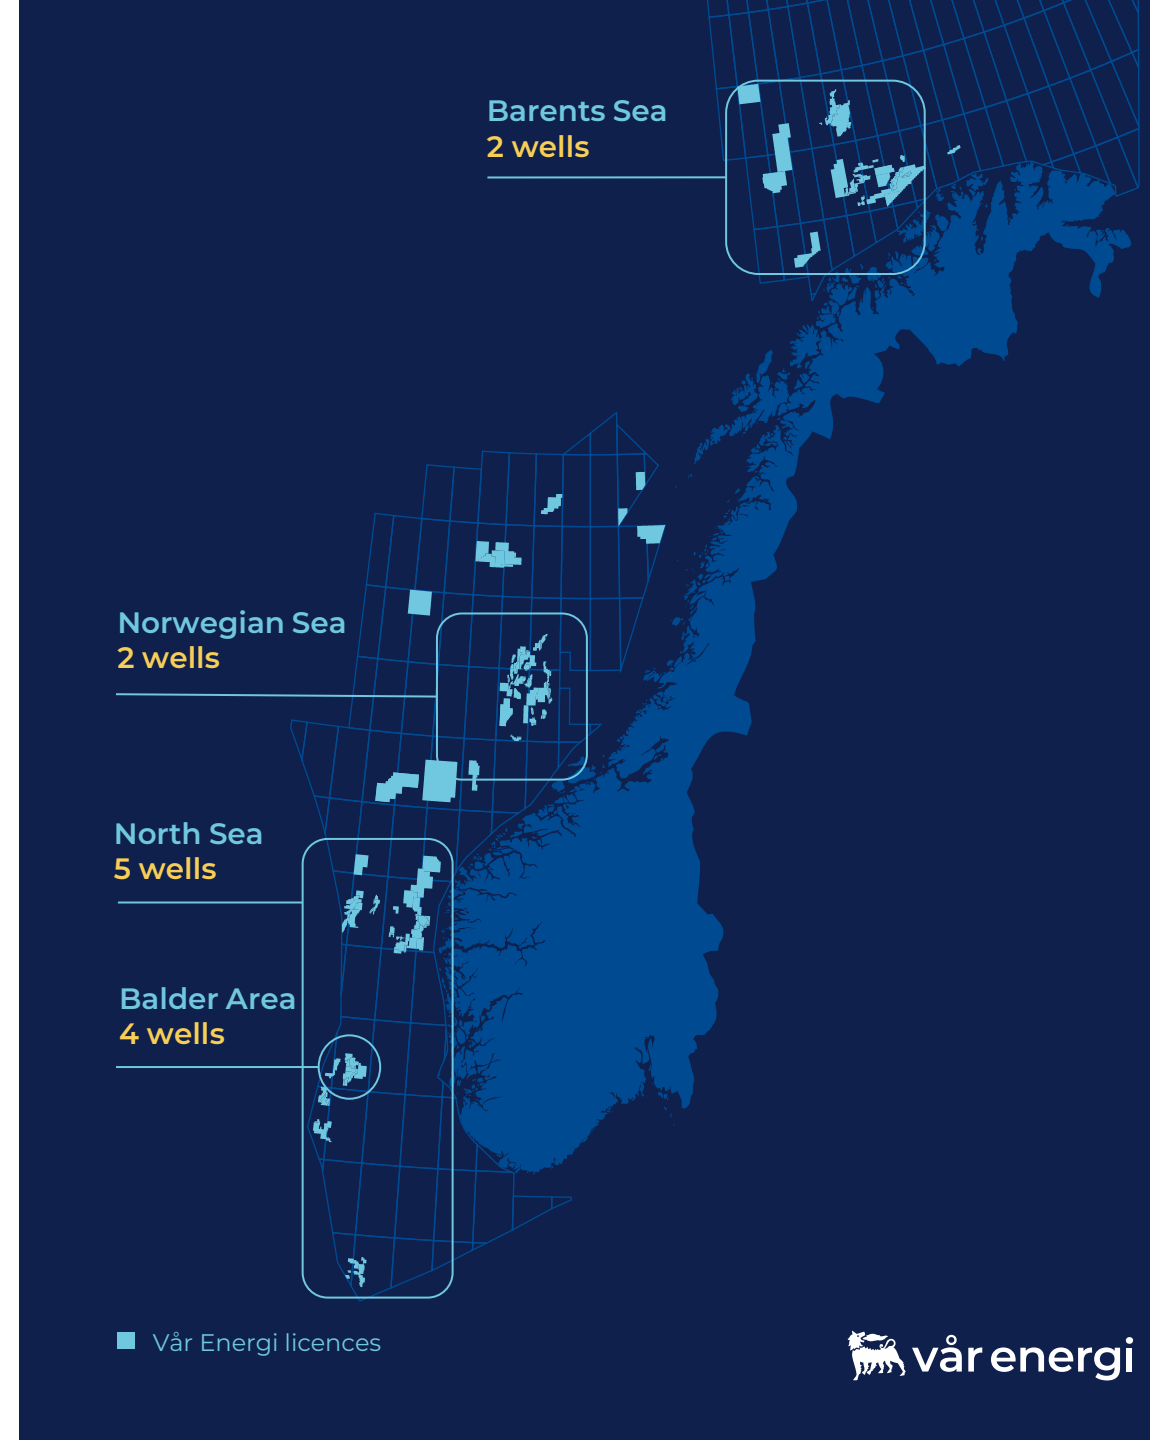 Barents Sea
2 wells
Norwegian Sea
2 wells
North Sea
5 wells
Balder Area
4 wells
Vår Energi licences
vår energi